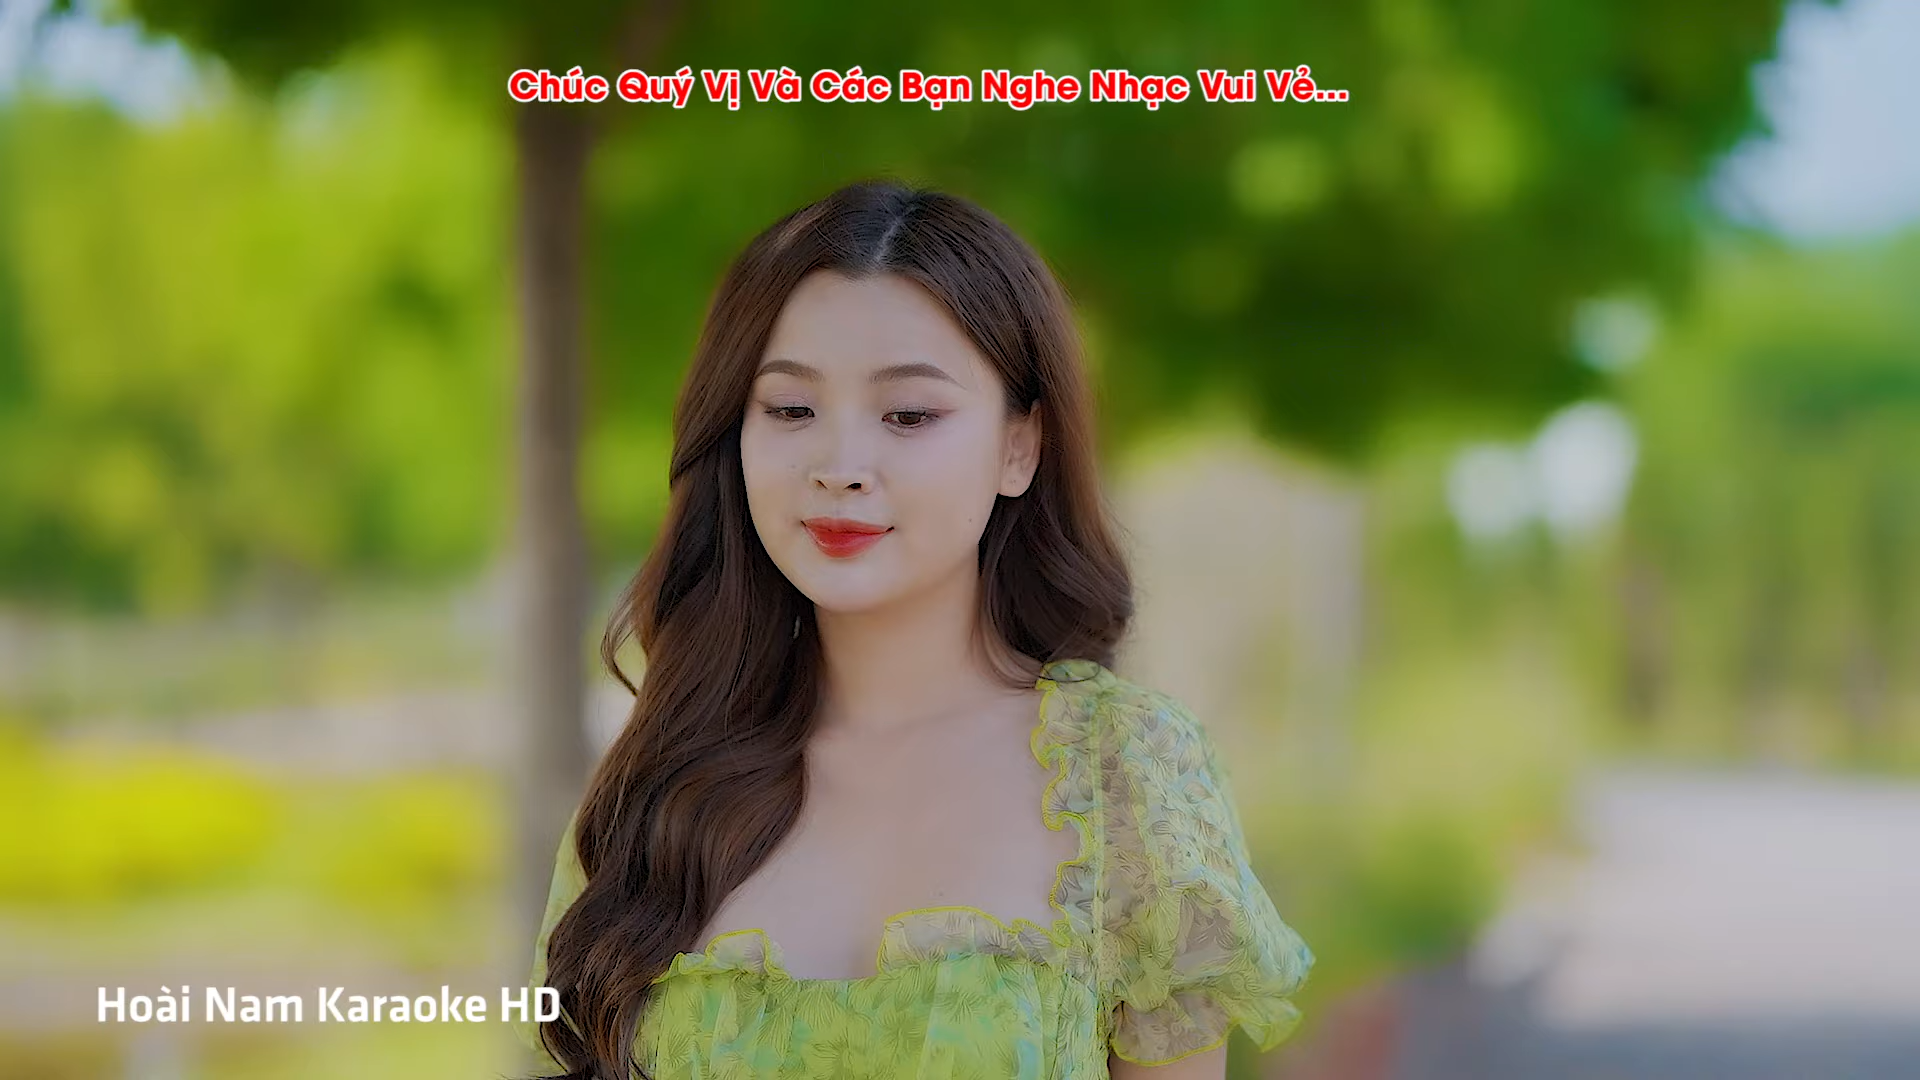 Chúc Quý Vị Và Các Bạn Nghe Nhạc Vui Vẻ...
Hoài Nam Karaoke HD